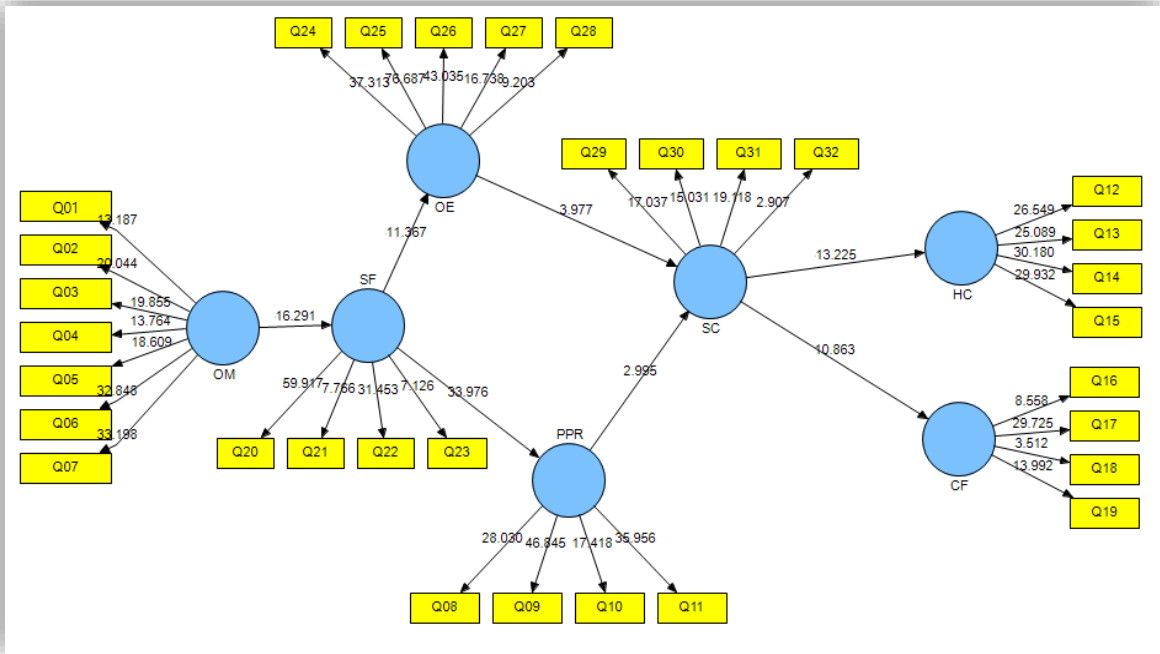 Q24 Q25 Q26 Q27 Q28
37.313 76.687 43.035 16.738 9.203
OE
Q29 Q30 Q31 Q32
17.037 15.031 19.118 2.907
3.977
11.367
Q01
13.187
Q02
20.044
Q03
19.855
Q04
13.764
Q05
18.609
Q06
32.848
Q07
33.198
OM
16.291
SF
59.917 7.766 31.453 7.126 33.976
Q20 Q21 Q22 Q23
PPR
2.995
28.030 46.845 17.418 35.956
Q08 Q09 Q10 Q11
SC
13.225
10.863
HC
26.549 Q12
25.089 Q13
30.180 Q14
29.932 Q15
CF
8.558 Q16
29.725 Q17
3.512 Q18
13.992 Q19